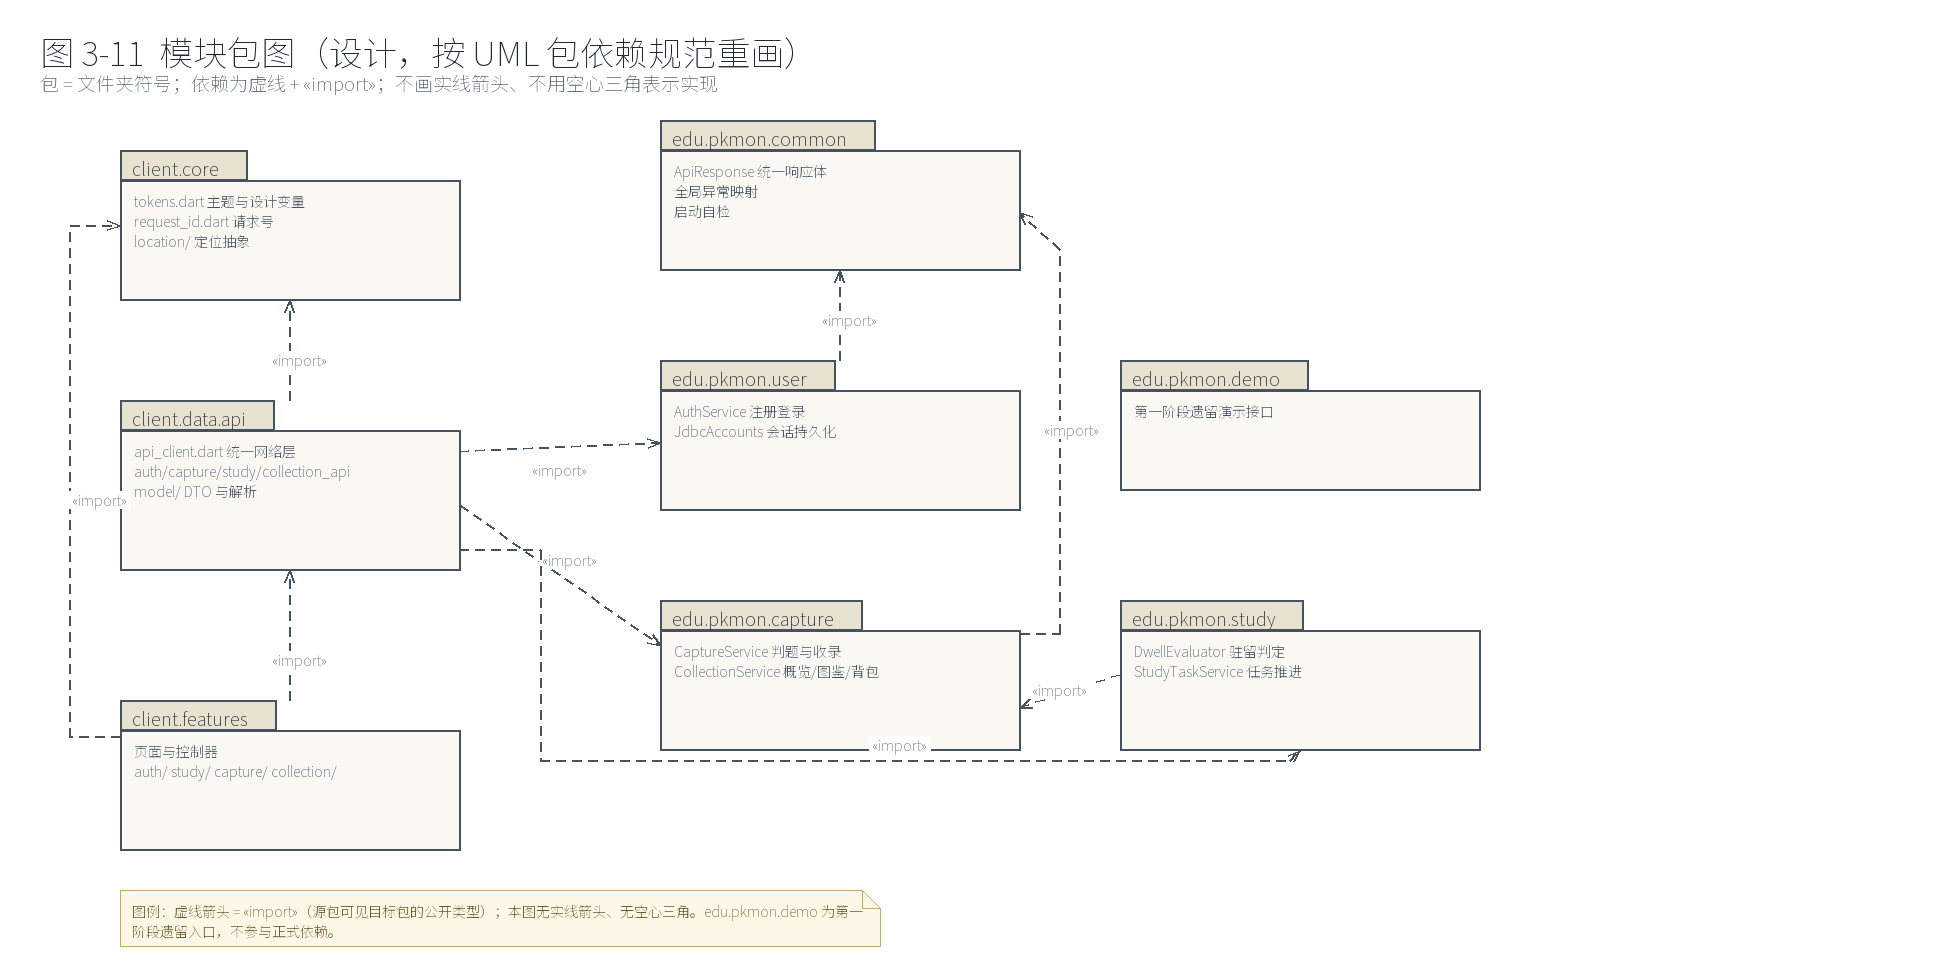 图 3-11  模块包图（设计，按 UML 包依赖规范重画）
包 = 文件夹符号；依赖为虚线 + «import»；不画实线箭头、不用空心三角表示实现
client.core
tokens.dart 主题与设计变量
request_id.dart 请求号
location/ 定位抽象
«import»
client.data.api
api_client.dart 统一网络层
auth/capture/study/collection_api
model/ DTO 与解析
«import»
«import»
client.features
页面与控制器
auth/ study/ capture/ collection/
edu.pkmon.common
ApiResponse 统一响应体
全局异常映射
启动自检
«import»
edu.pkmon.user
AuthService 注册登录
JdbcAccounts 会话持久化
«import»
«import»
«import»
edu.pkmon.demo
第一阶段遗留演示接口
edu.pkmon.capture
CaptureService 判题与收录
CollectionService 概览/图鉴/背包
«import»
«import»
edu.pkmon.study
DwellEvaluator 驻留判定
StudyTaskService 任务推进
图例：虚线箭头 = «import»（源包可见目标包的公开类型）；本图无实线箭头、无空心三角。edu.pkmon.demo 为第一
阶段遗留入口，不参与正式依赖。